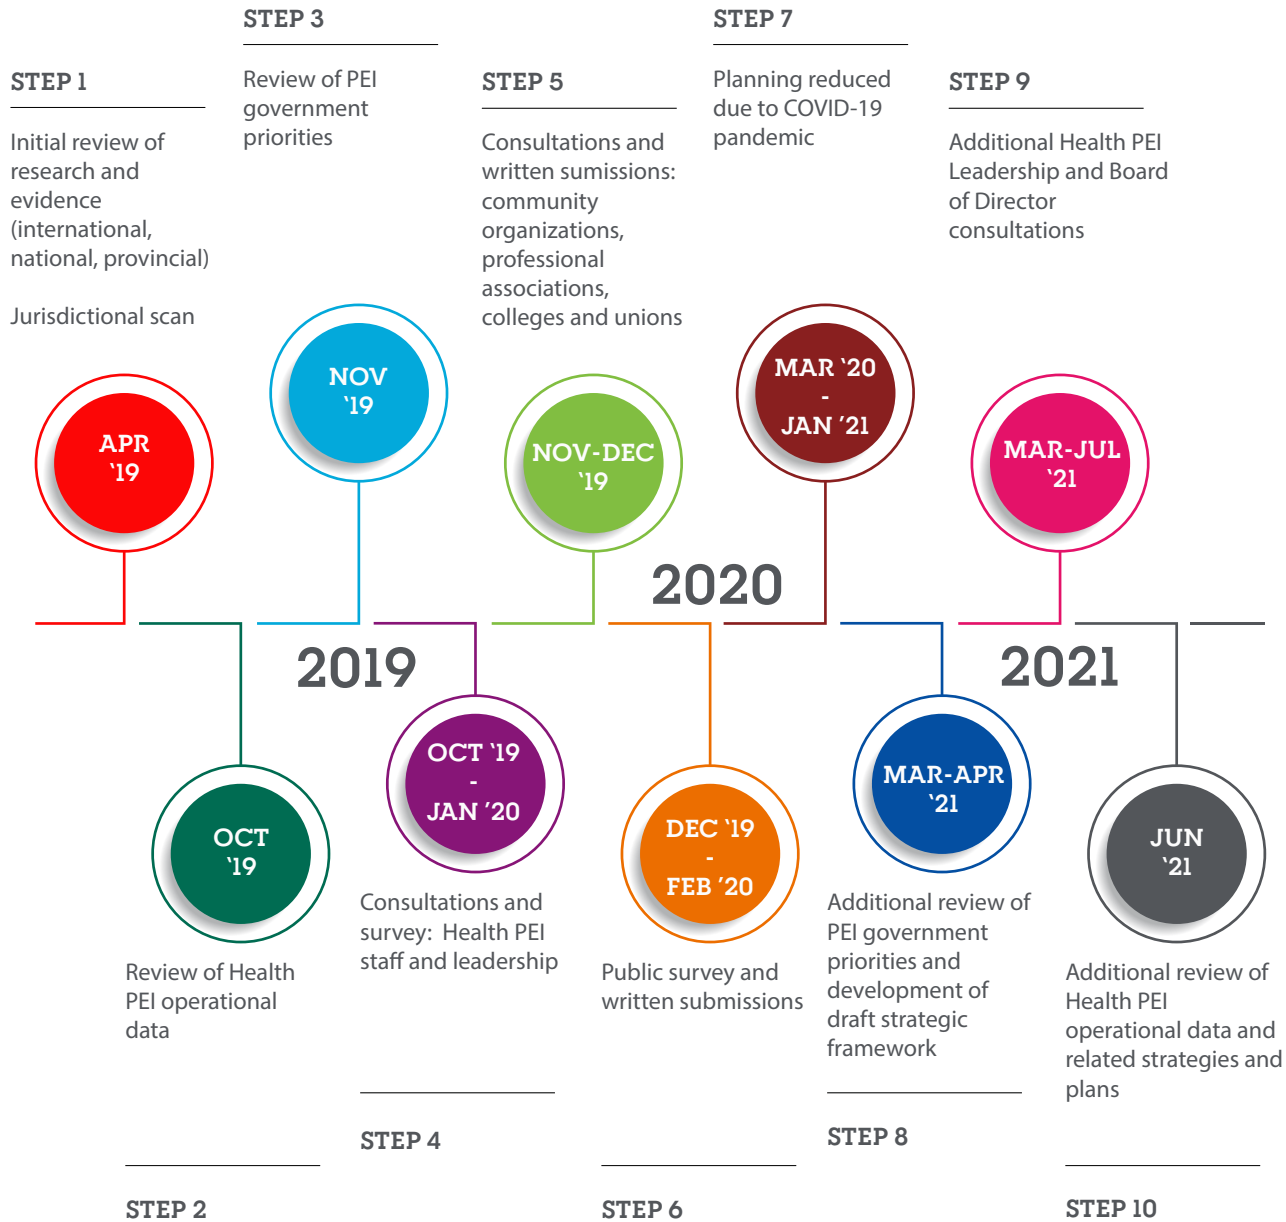 STEP 1
Initial review of
research and
evidence
(international,
national, provincial)
Jurisdictional scan
APR
‘19
OCT
‘19
Review of Health
PEI operational
data
STEP 2
STEP 3
Review of PEI
government
priorities
NOV
‘19
2019
OCT ‘19
-
JAN ’20
Consultations and
survey: Health PEI
staff and leadership
STEP 4
STEP 5
Consultations and
written sumissions:
community
organizations,
professional
associations,
colleges and unions
NOV-DEC
‘19
2020
DEC ‘19
-
FEB ’20
Public survey and
written submissions
STEP 6
STEP 7
Planning reduced
due to COVID-19
pandemic
MAR ‘20
-
JAN ’21
MAR-APR
‘21
Additional review of
PEI government
priorities and
development of
draft strategic
framework
STEP 8
STEP 9
Additional Health PEI
Leadership and Board
of Director
consultations
MAR-JUL
‘21
2021
JUN
‘21
Additional review of
Health PEI
operational data and
related strategies and
plans
STEP 10